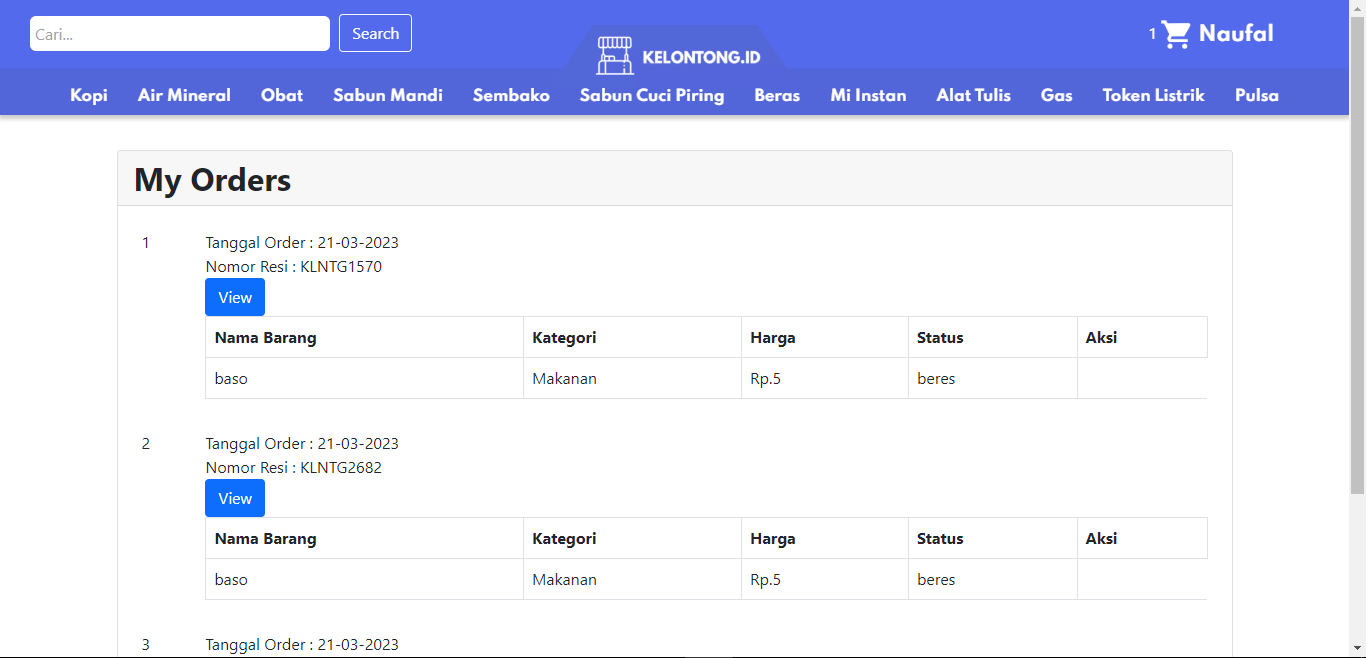 Cari...
Search
KELONTONG.ID
1
Naufal
Kopi Air Mineral Obat Sabun Mandi Sembako Sabun Cuci Piring Beras Mi Instan Alat Tulis Gas Token Listrik Pulsa
My Orders
1
Tanggal Order : 21-03-2023
Nomor Resi : KLNTG1570
View
Nama Barang Kategori Harga Status Aksi
baso Makanan Rp.5 beres
2
Tanggal Order : 21-03-2023
Nomor Resi : KLNTG2682
View
Nama Barang Kategori Harga Status Aksi
baso Makanan Rp.5 beres
3
Tanggal Order : 21-03-2023